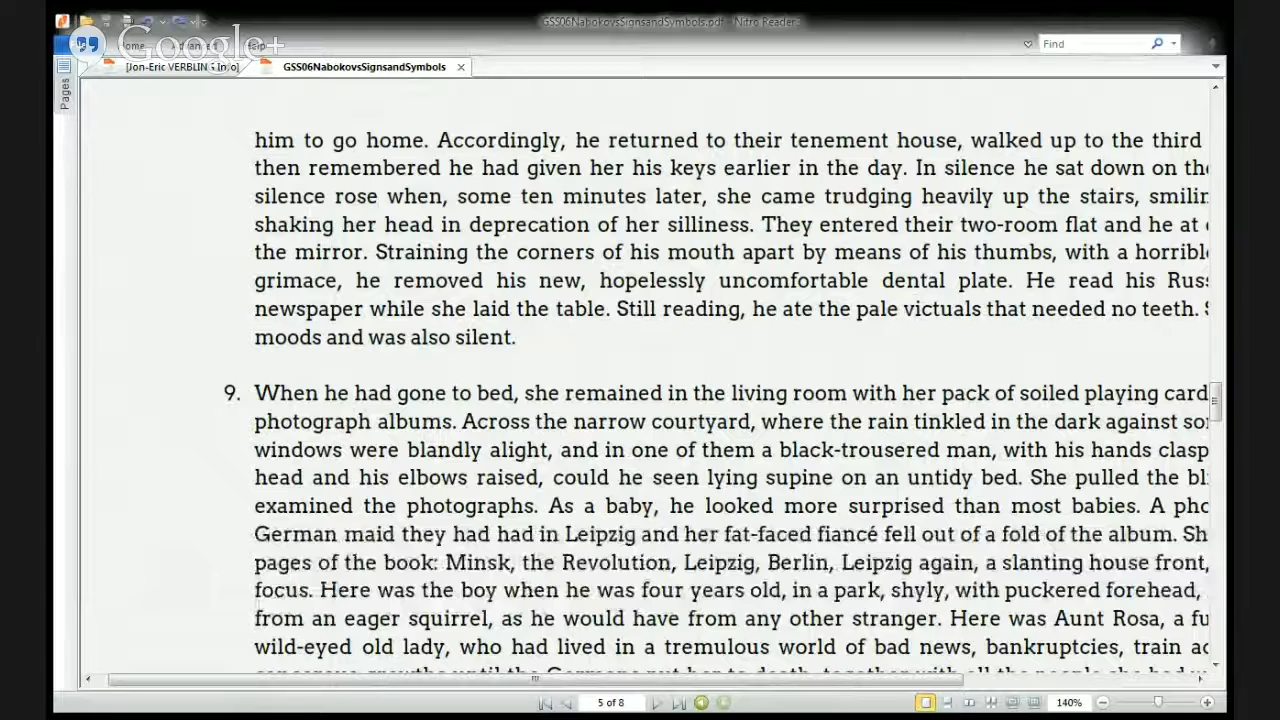 GSS06NabokovsSignsandSymbols.pdf - Nitro Reader
Google+
Home Advanced Help
Find
[Jon-Eric VERBLIN's Info]
GSS06NabokovsSignsandSymbols
Pages
him to go home. Accordingly, he returned to their tenement house, walked up to the third
then remembered he had given her his keys earlier in the day. In silence he sat down on the
silence rose when, some ten minutes later, she came trudging heavily up the stairs,
shaking her head in deprecation of her silliness. They entered their two-room flat and he at
the mirror. Straining the corners of his mouth apart by means of his thumbs, with a
grimace, he removed his new, hopelessly uncomfortable dental plate. He read his
newspaper while she laid the table. Still reading, he ate the pale victuals that needed no teeth.
moods and was also silent.
9. When he had gone to bed, she remained in the living room with her pack of soiled playing card
photograph albums. Across the narrow courtyard, where the rain tinkled in the dark against
windows were blandly alight, and in one of them a black-trousered man, with his hands clasp
head and his elbows raised, could he seen lying supine on an untidy bed. She pulled the
examined the photographs. As a baby, he looked more surprised than most babies. A
German maid they had had in Leipzig and her fat-faced fiancé fell out of a fold of the album.
pages of the book: Minsk, the Revolution, Leipzig, Berlin, Leipzig again, a slanting house front,
focus. Here was the boy when he was four years old, in a park, shyly, with puckered forehead,
from an eager squirrel, as he would have from any other stranger. Here was Aunt Rosa, a
wild-eyed old lady, who had lived in a tremulous world of bad news, bankruptcies, train
5 of 8
140%